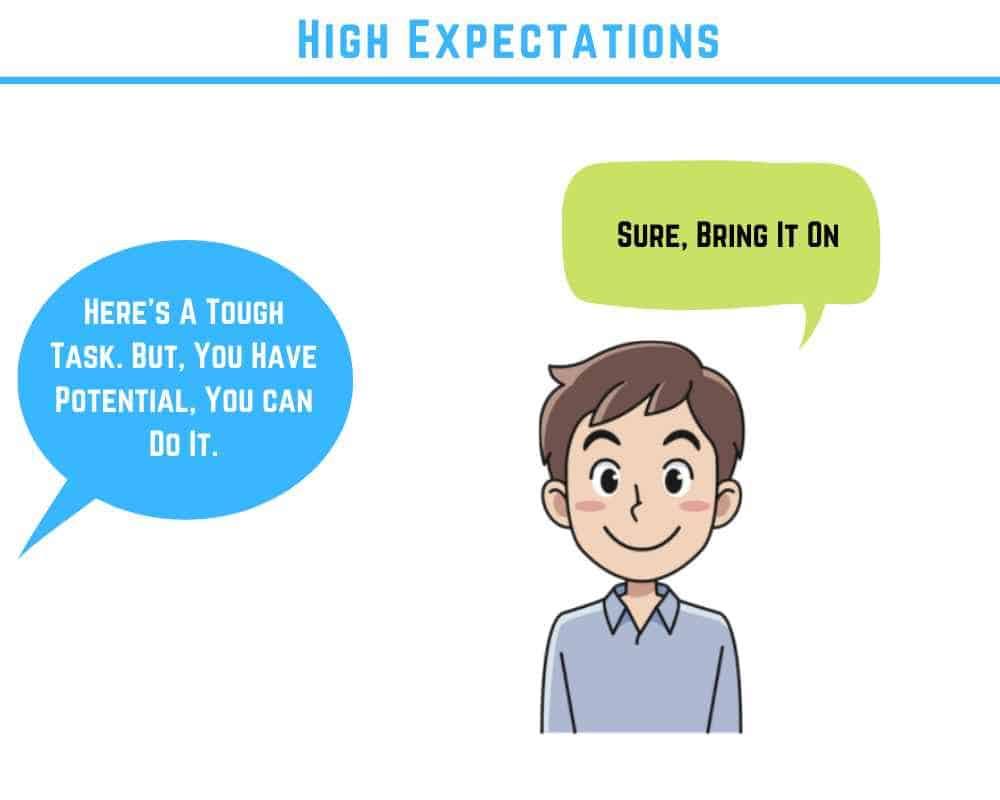 High Expectations
Sure, Bring It On
Here's A Tough
Task. But, You Have
Potential, You can
Do It.